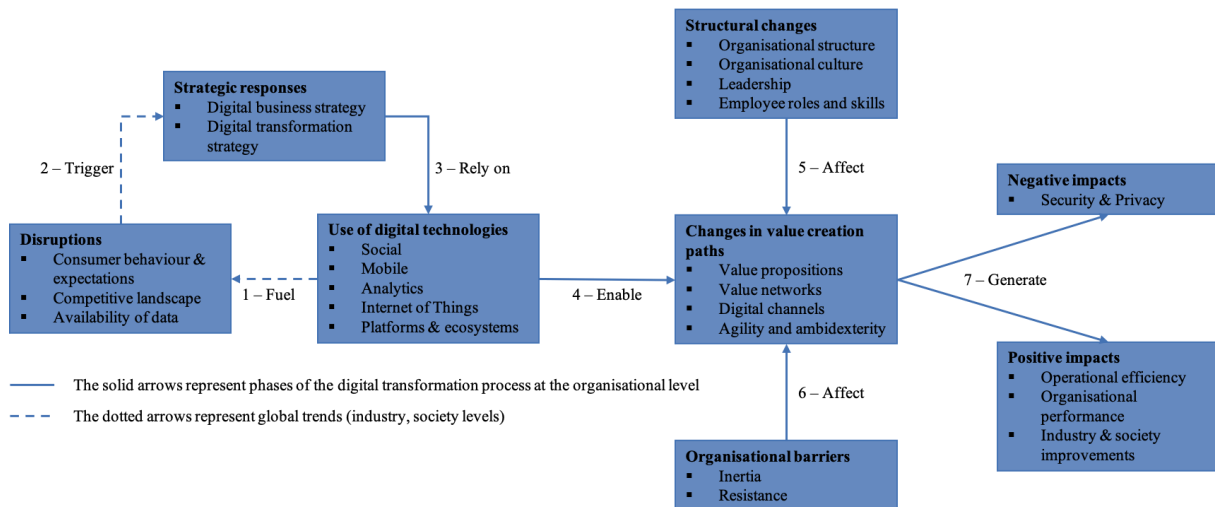 Structural changes
▪ Organisational structure
▪ Organisational culture
▪ Leadership
▪ Employee roles and skills
Strategic responses
▪ Digital business strategy
▪ Digital transformation
strategy
2 – Trigger
3 – Rely on
5 – Affect
Negative impacts
▪ Security & Privacy
Disruptions
▪ Consumer behaviour &
expectations
▪ Competitive landscape
▪ Availability of data
1 – Fuel
Use of digital technologies
▪ Social
▪ Mobile
▪ Analytics
▪ Internet of Things
▪ Platforms & ecosystems
4 – Enable
Changes in value creation
paths
▪ Value propositions
▪ Value networks
▪ Digital channels
▪ Agility and ambidexterity
7 – Generate
Positive impacts
▪ Operational efficiency
▪ Organisational
performance
▪ Industry & society
improvements
The solid arrows represent phases of the digital transformation process at the organisational level
The dotted arrows represent global trends (industry, society levels)
6 – Affect
Organisational barriers
▪ Inertia
▪ Resistance